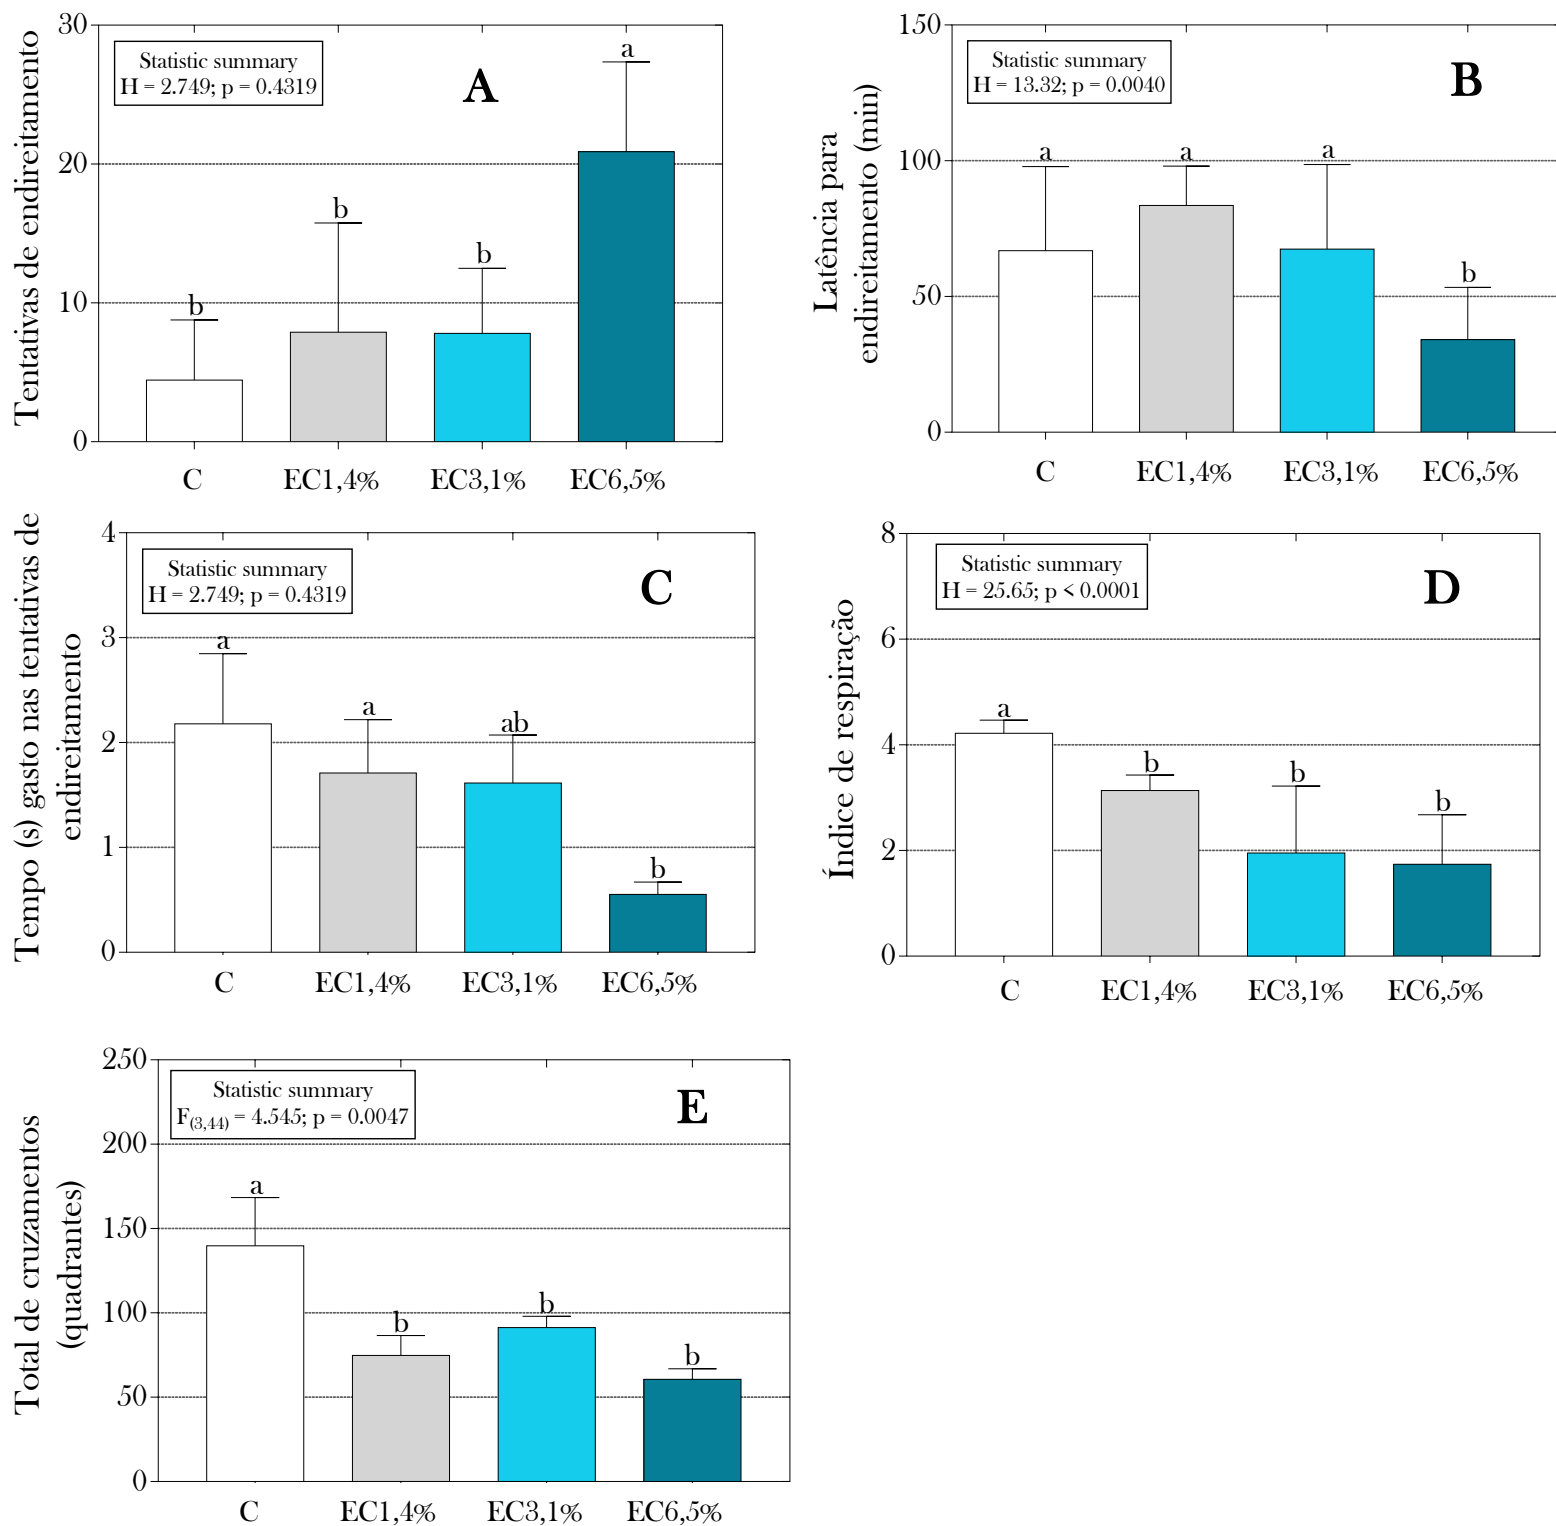 Tentativas de endireitamento
30
20
10
0
Statistic summary
H = 2.749; p = 0.4319
A
b
b
b
a
C
EC1,4%
EC3,1%
EC6,5%
Latência para
endireitamento (min)
150
100
50
0
Statistic summary
H = 13.32; p = 0.0040
B
a
a
a
b
C
EC1,4%
EC3,1%
EC6,5%
Tempo (s) gasto nas tentativas de
endireitamento
4
3
2
1
0
Statistic summary
H = 2.749; p = 0.4319
C
a
a
ab
b
C
EC1,4%
EC3,1%
EC6,5%
Índice de respiração
8
6
4
2
0
Statistic summary
H = 25.65; p < 0.0001
D
a
b
b
b
C
EC1,4%
EC3,1%
EC6,5%
Total de cruzamentos
(quadrantes)
250
200
150
100
50
0
Statistic summary
F(3,44) = 4.545; p = 0.0047
E
a
b
b
b
C
EC1,4%
EC3,1%
EC6,5%